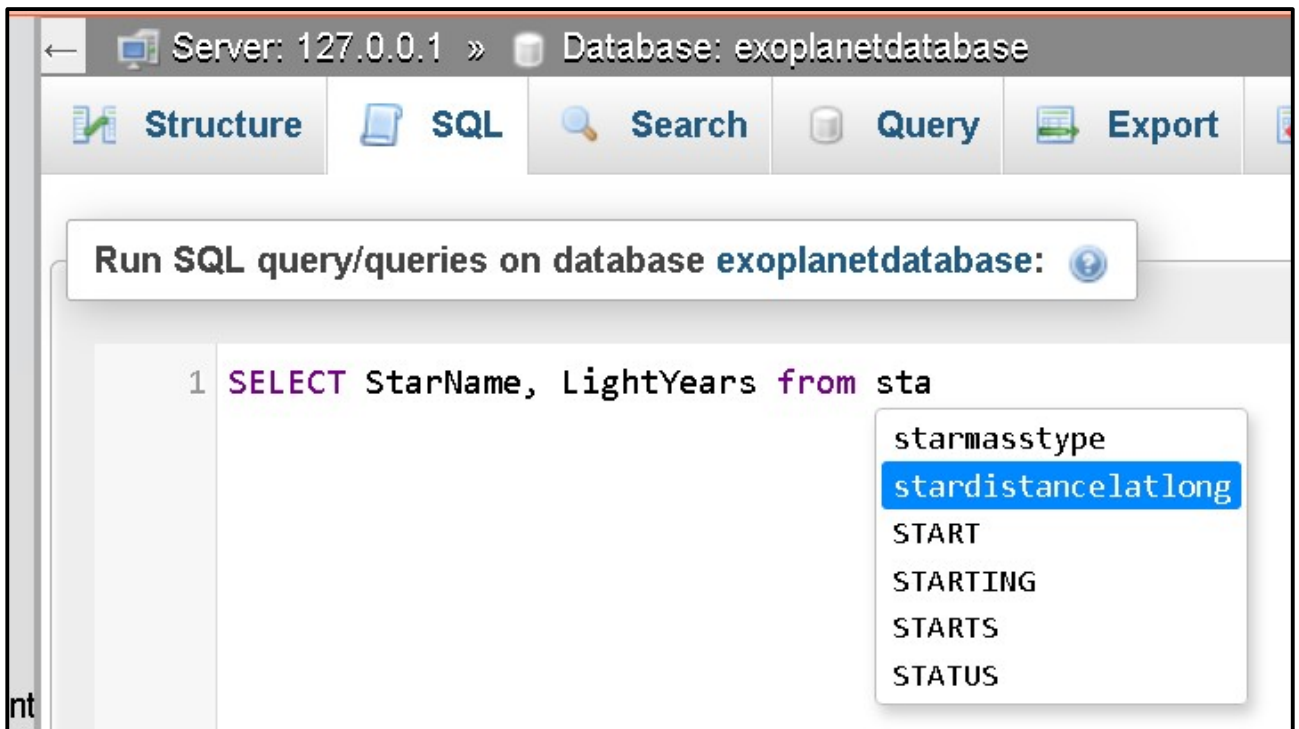 ← Server: 127.0.0.1 » Database: exoplanetdatabase
Structure SQL Search Query Export
Run SQL query/queries on database exoplanetdatabase:
1 SELECT StarName, LightYears from sta
starmasstype
stardistancelatlong
START
STARTING
STARTS
STATUS
nt